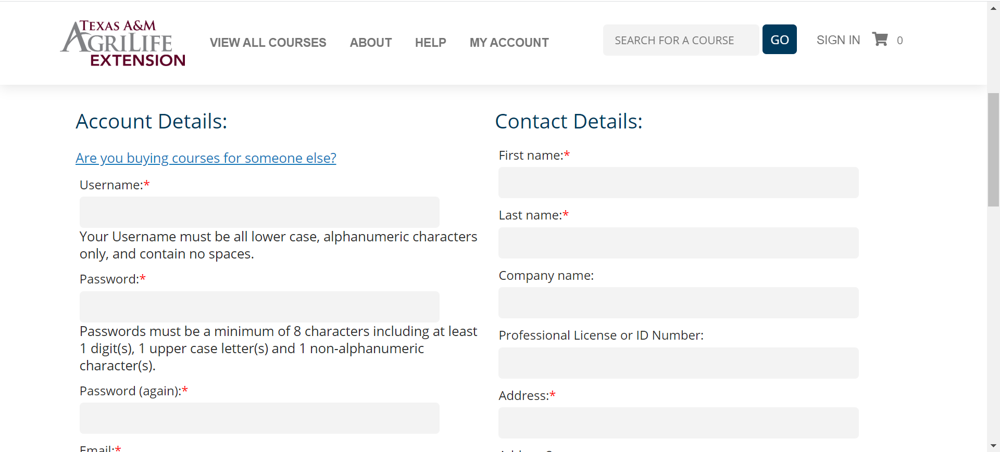 TEXAS A&M
AGRILIFE
EXTENSION
VIEW ALL COURSES
ABOUT
HELP
MY ACCOUNT
SEARCH FOR A COURSE
GO
SIGN IN
0
Account Details:
Are you buying courses for someone else?
Username:*
Your Username must be all lower case, alphanumeric characters
only, and contain no spaces.
Password:*
Passwords must be a minimum of 8 characters including at least
1 digit(s), 1 upper case letter(s) and 1 non-alphanumeric
character(s).
Password (again):*
Email:*
Contact Details:
First name:*
Last name:*
Company name:
Professional License or ID Number:
Address:*